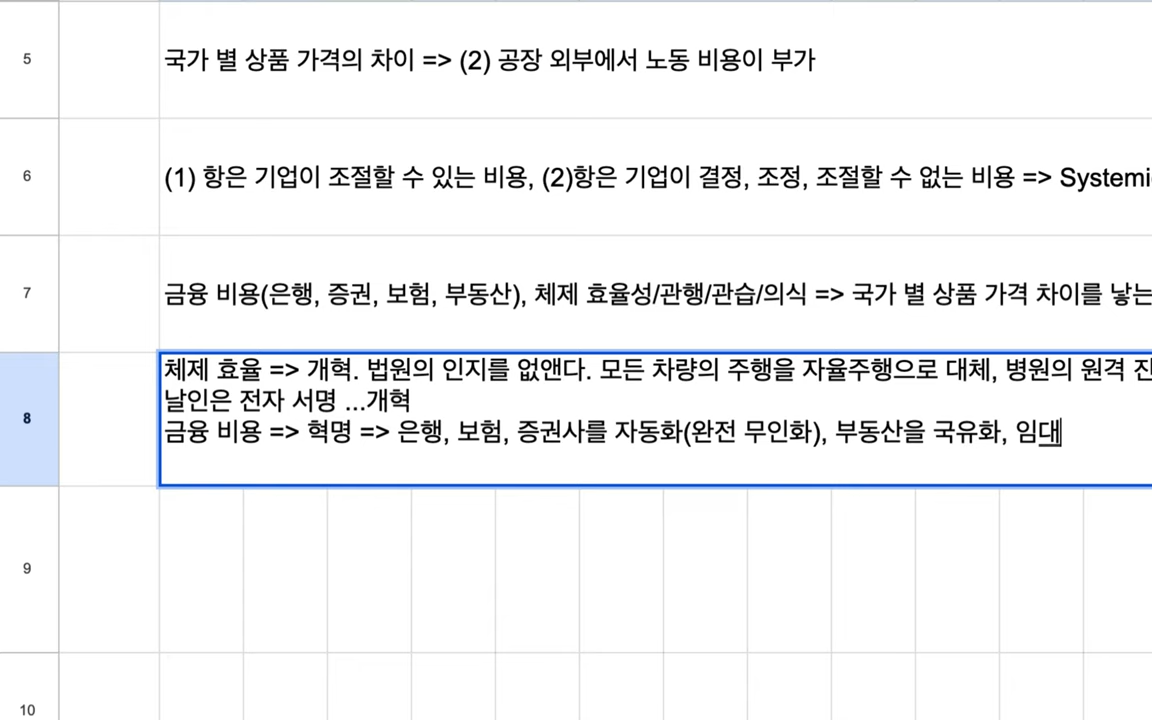 5
국가 별 상품 가격의 차이 => (2) 공장 외부에서 노동 비용이 부가
6
(1) 항은 기업이 조절할 수 있는 비용, (2)항은 기업이 결정, 조정, 조절할 수 없는 비용 => Systemi
7
금융 비용(은행, 증권, 보험, 부동산), 체제 효율성/관행/관습/의식 => 국가 별 상품 가격 차이를 낳는
8
체제 효율 => 개혁. 법원의 인지를 없앤다. 모든 차량의 주행을 자율주행으로 대체, 병원의 원격 진
날인은 전자 서명 ...개혁
금융 비용 => 혁명 => 은행, 보험, 증권사를 자동화(완전 무인화), 부동산을 국유화, 임대
9
10